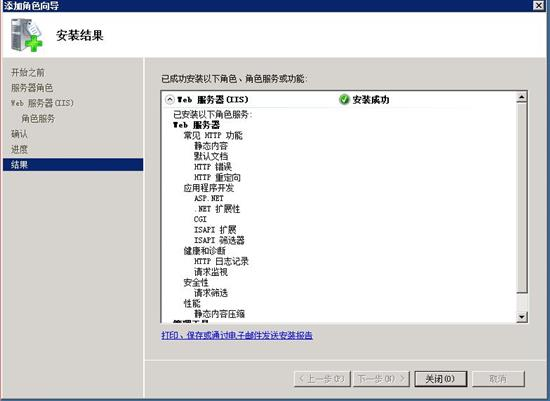 添加角色向导
安装结果
开始之前
服务器角色
Web 服务器(IIS)
角色服务
确认
进度
结果
已成功安装以下角色、角色服务或功能:
Web 服务器(IIS) 安装成功
已安装以下角色服务:
Web 服务器
常见 HTTP 功能
静态内容
默认文档
HTTP 错误
HTTP 重定向
应用程序开发
ASP.NET
.NET 扩展性
CGI
ISAPI 扩展
ISAPI 筛选器
健康和诊断
HTTP 日志记录
请求监视
安全性
请求筛选
性能
静态内容压缩
管理工具
打印、保存或通过电子邮件发送安装报告
< 上一步(P) 下一步(N) > 关闭(O) 取消